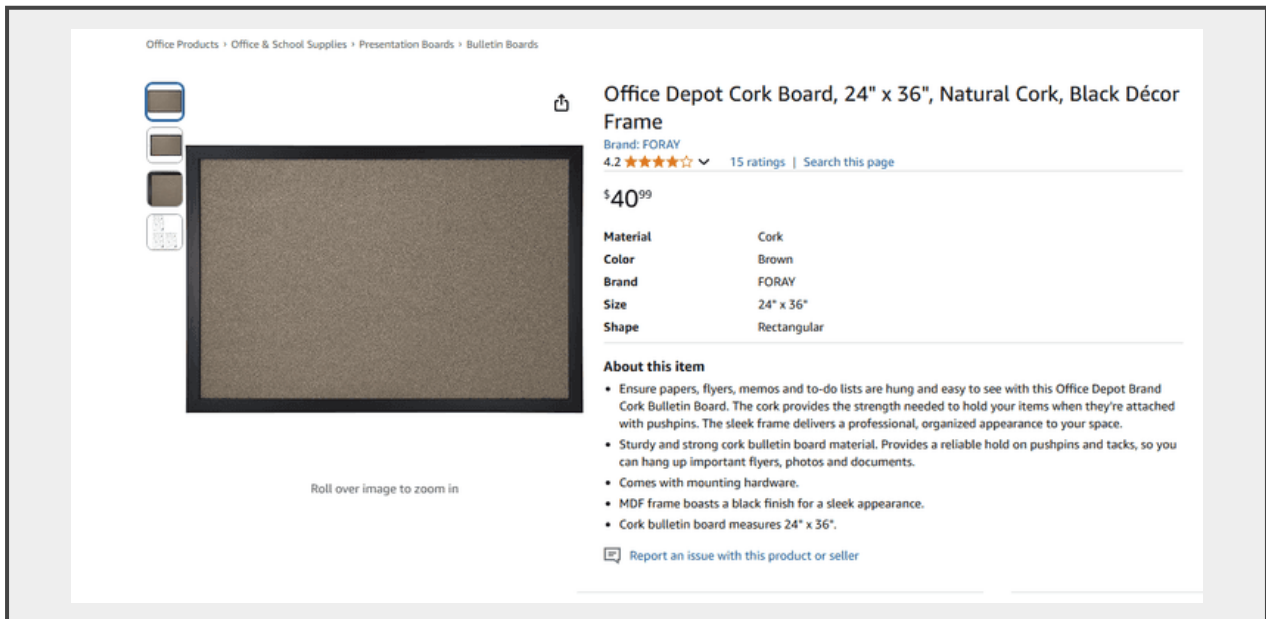 Office Products › Office & School Supplies › Presentation Boards › Bulletin Boards
Office Depot Cork Board, 24" x 36", Natural Cork, Black Décor
Frame
Brand: FORAY
4.2 15 ratings | Search this page
$4099
Material Cork
Color Brown
Brand FORAY
Size 24" x 36"
Shape Rectangular
About this item
• Ensure papers, flyers, memos and to-do lists are hung and easy to see with this Office Depot Brand
Cork Bulletin Board. The cork provides the strength needed to hold your items when they're attached
with pushpins. The sleek frame delivers a professional, organized appearance to your space.
• Sturdy and strong cork bulletin board material. Provides a reliable hold on pushpins and tacks, so you
can hang up important flyers, photos and documents.
• Comes with mounting hardware.
• MDF frame boasts a black finish for a sleek appearance.
• Cork bulletin board measures 24" x 36".
Roll over image to zoom in
Report an issue with this product or seller